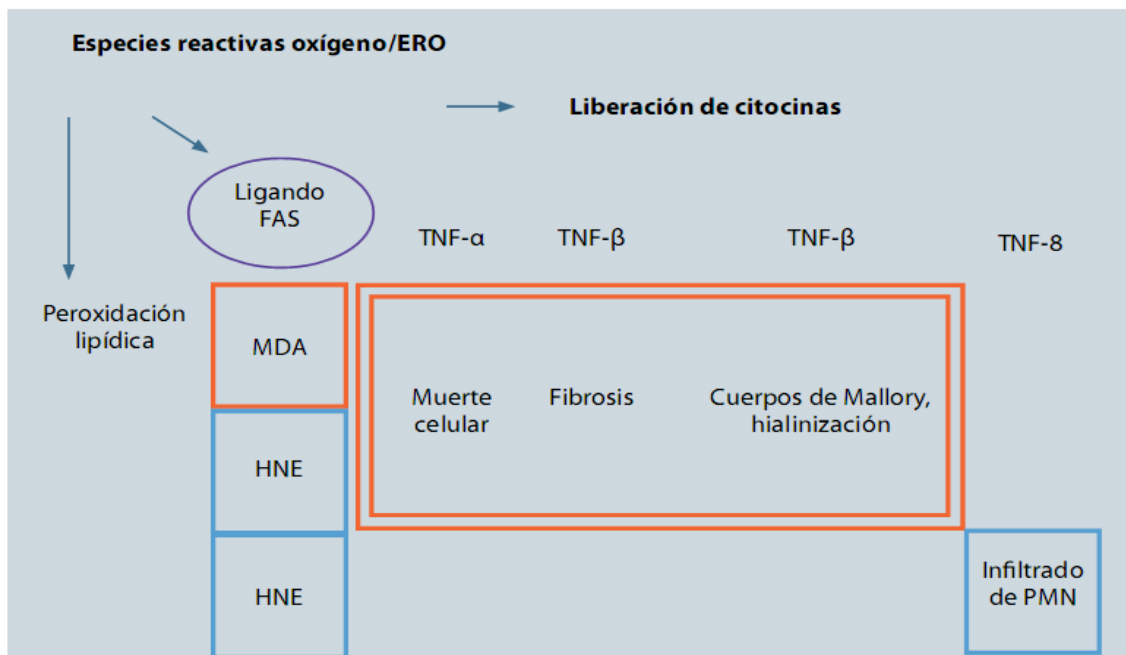 Especies reactivas oxígeno/ERO
Liberación de citocinas
Ligando
FAS
TNF-α
TNF-β
TNF-β
TNF-8
Peroxidación
lipídica
MDA
Muerte
celular
Fibrosis
Cuerpos de Mallory,
hialinización
HNE
HNE
Infiltrado
de PMN